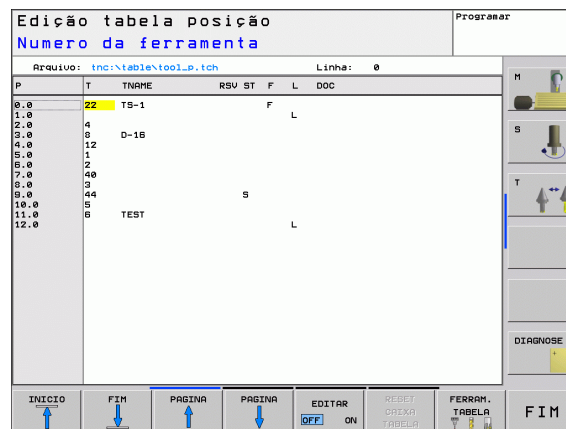 Edição tabela posição
Programar
Numero da ferramenta
Arquivo: tnc:\table\tool_p.tch Linha: 0
P T TNAME RSV ST F L DOC
0.0 22 TS-1 F
1.0 L
2.0 4
3.0 8 D-16
4.0 12
5.0 1
6.0 2
7.0 40
8.0 3
9.0 44 S
10.0 5
11.0 6 TEST
12.0 L
M
S
T
DIAGNOSE
INICIO
FIM
PAGINA
PAGINA
EDITAR
OFF ON
RESET
CAIXA
TABELA
FERRAM.
TABELA
FIM